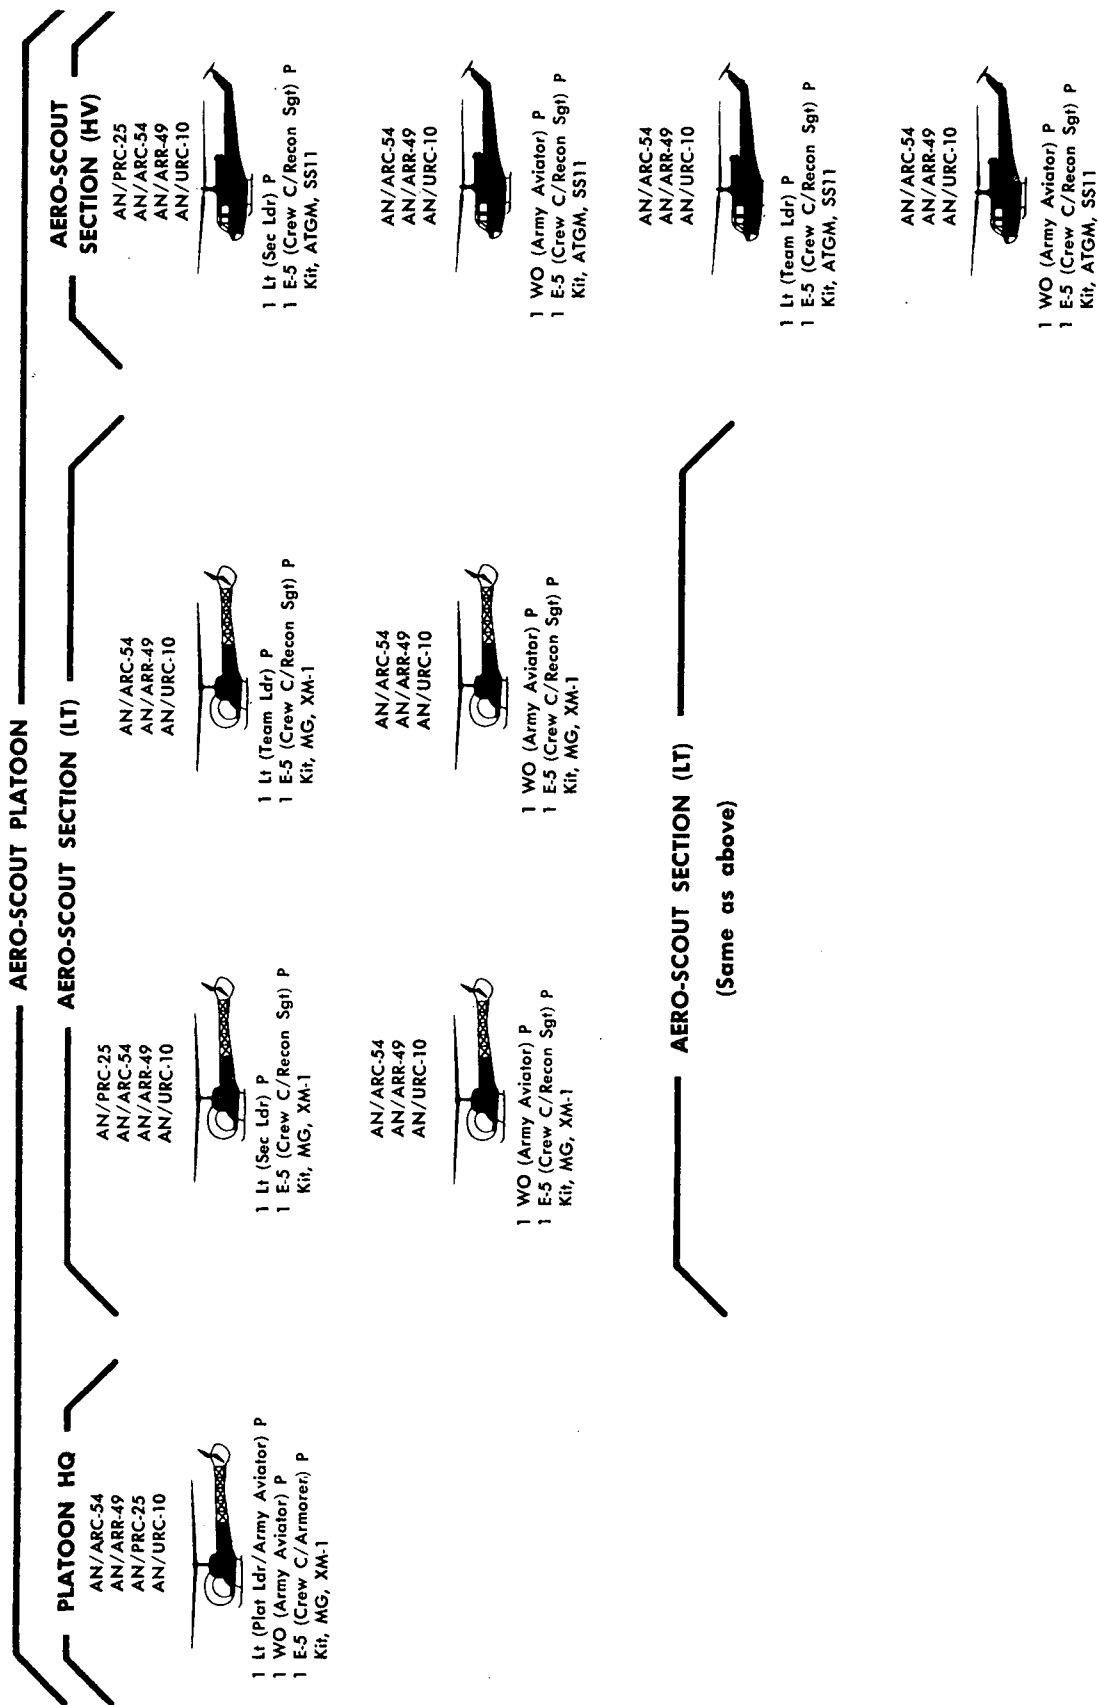 AERO-SCOUT PLATOON
PLATOON HQ
AN/ARC-54
AN/ARR-49
AN/PRC-25
AN/URC-10
1 Lt (Plat Ldr/Army Aviator) P
1 WO (Army Aviator) P
1 E-5 (Crew C/Armorer) P
Kit, MG, XM-1
AERO-SCOUT SECTION (LT)
AN/PRC-25
AN/ARC-54
AN/ARR-49
AN/URC-10
1 Lt (Sec Ldr) P
1 E-5 (Crew C/Recon Sgt) P
Kit, MG, XM-1
AN/ARC-54
AN/ARR-49
AN/URC-10
1 Lt (Team Ldr) P
1 E-5 (Crew C/Recon Sgt) P
Kit, MG, XM-1
AN/ARC-54
AN/ARR-49
AN/URC-10
1 WO (Army Aviator) P
1 E-5 (Crew C/Recon Sgt) P
Kit, MG, XM-1
AN/ARC-54
AN/ARR-49
AN/URC-10
1 WO (Army Aviator) P
1 E-5 (Crew C/Recon Sgt) P
Kit, MG, XM-1
AERO-SCOUT SECTION (LT)
(Same as above)
AERO-SCOUT
SECTION (HV)
AN/PRC-25
AN/ARC-54
AN/ARR-49
AN/URC-10
1 Lt (Sec Ldr) P
1 E-5 (Crew C/Recon Sgt) P
Kit, ATGM, SS11
AN/ARC-54
AN/ARR-49
AN/URC-10
1 WO (Army Aviator) P
1 E-5 (Crew C/Recon Sgt) P
Kit, ATGM, SS11
AN/ARC-54
AN/ARR-49
AN/URC-10
1 Lt (Team Ldr) P
1 E-5 (Crew C/Recon Sgt) P
Kit, ATGM, SS11
AN/ARC-54
AN/ARR-49
AN/URC-10
1 WO (Army Aviator) P
1 E-5 (Crew C/Recon Sgt) P
Kit, ATGM, SS11